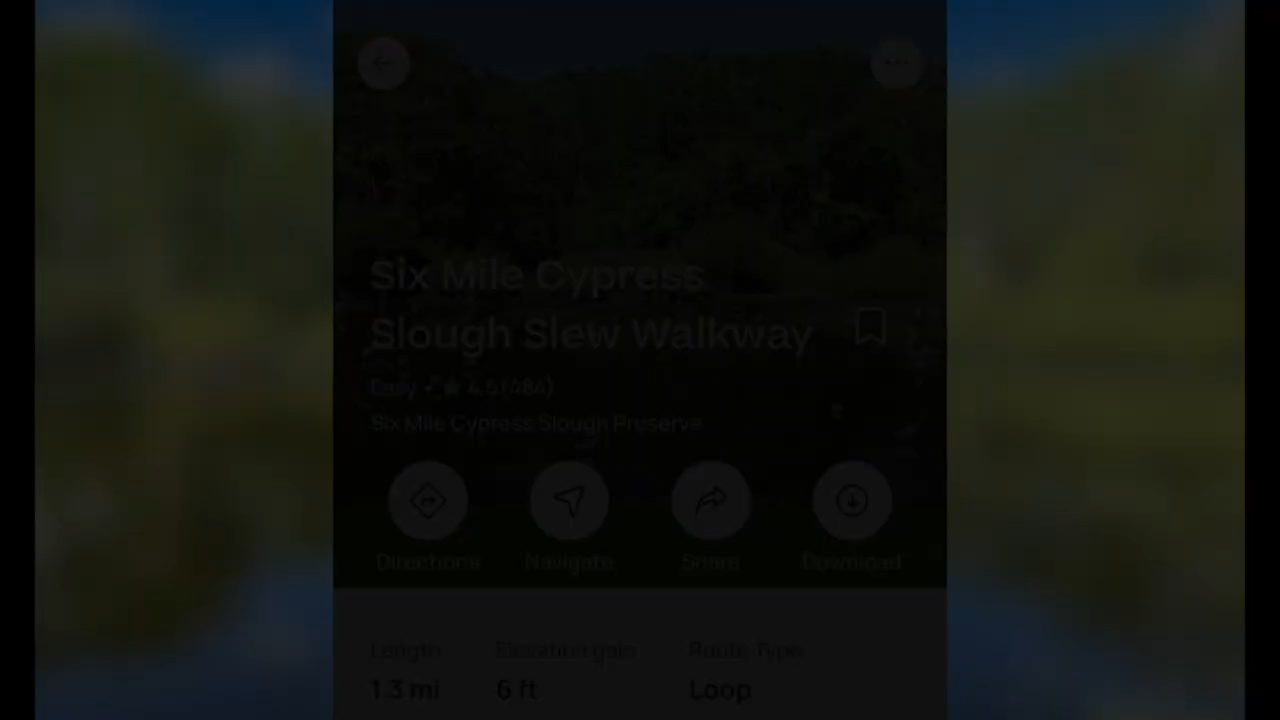 Six Mile Cypress
Slough Slew Walkway
Easy • ★ 4.5 (484)
Six Mile Cypress Slough Preserve
Directions Navigate Share Download
Length Elevation gain Route Type
1.3 mi 6 ft Loop